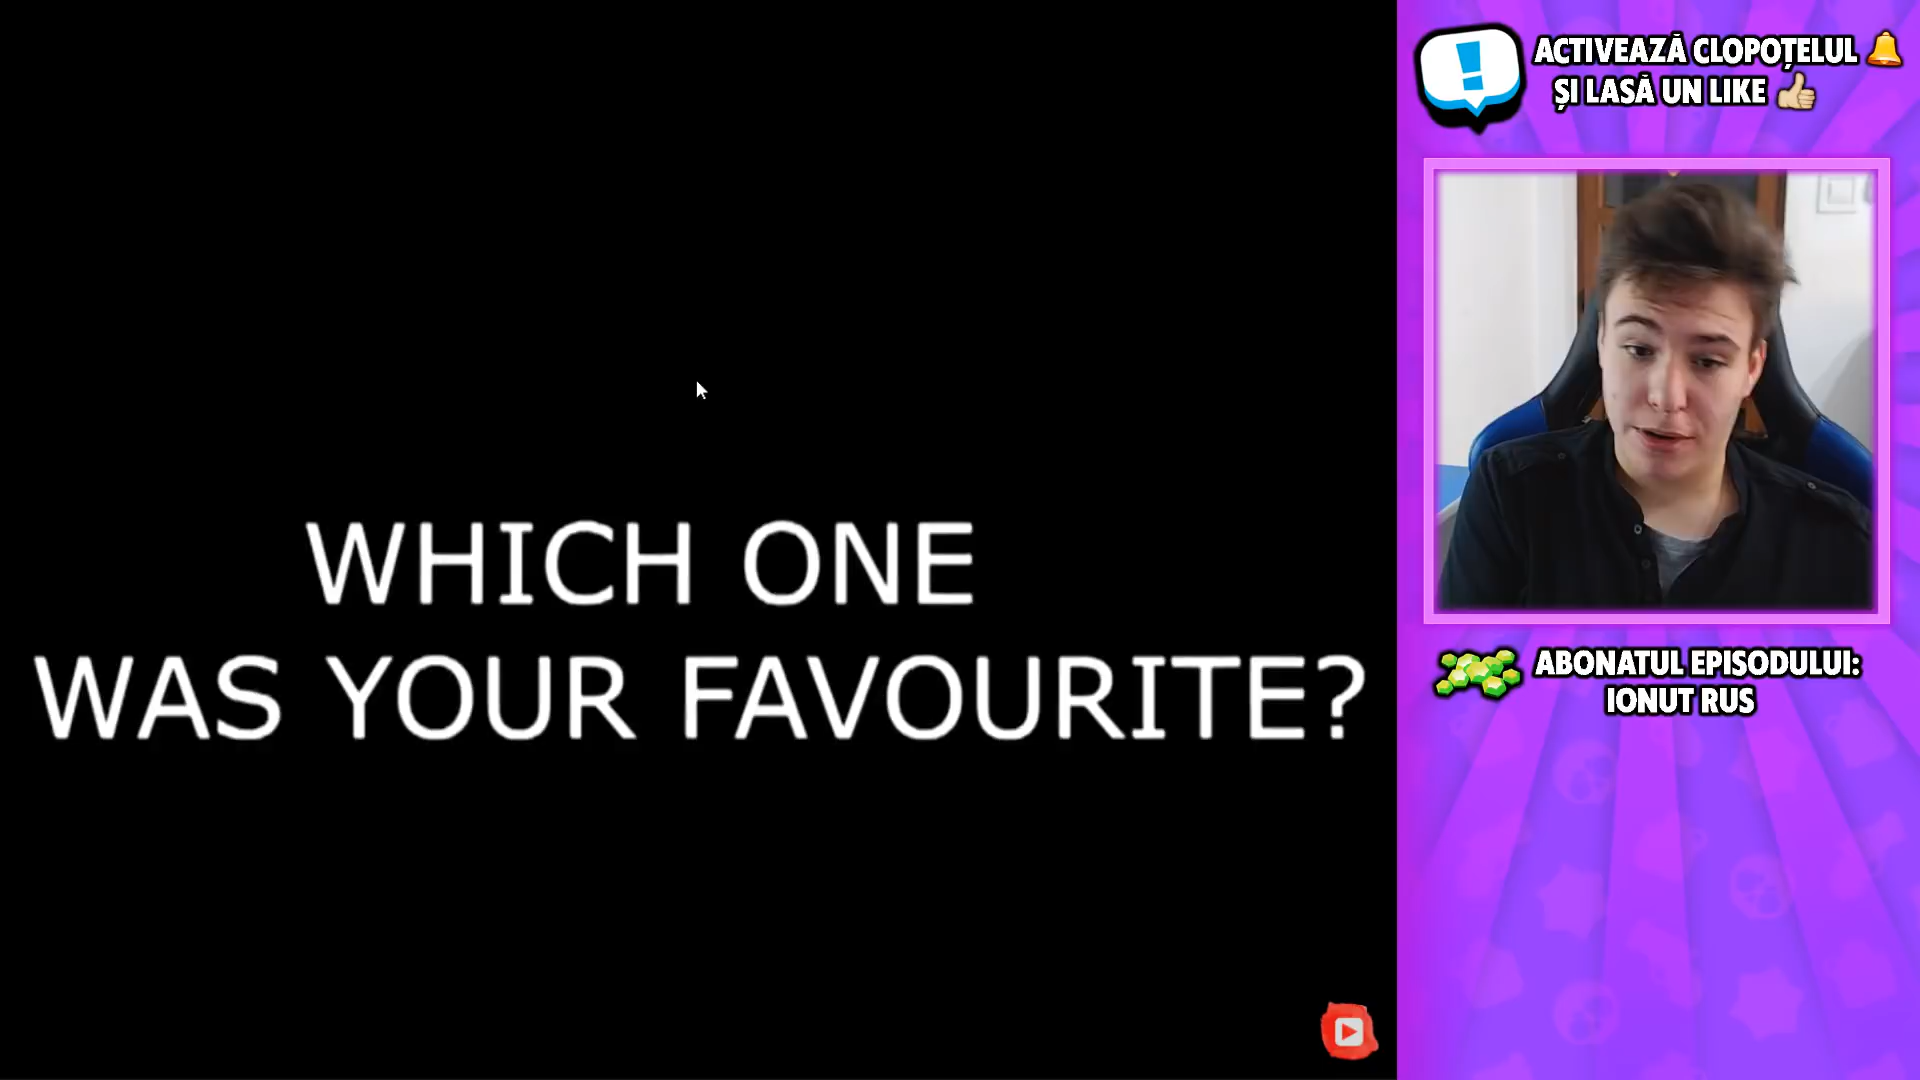 WHICH ONE
WAS YOUR FAVOURITE?
ACTIVEAZĂ CLOPOȚELUL
ȘI LASĂ UN LIKE
ABONATUL EPISODULUI:
IONUT RUS